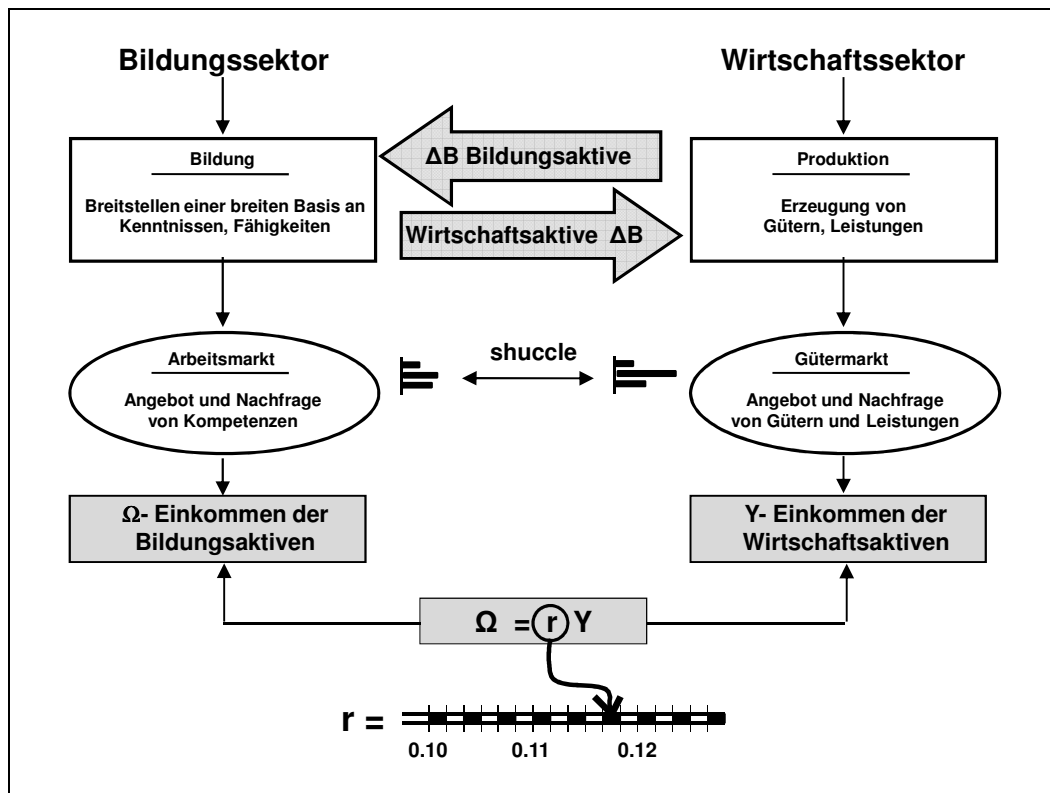 Bildungssektor
Wirtschaftssektor
Bildung
Breitstellen einer breiten Basis an
Kenntnissen, Fähigkeiten
ΔB Bildungsaktive
Wirtschaftsaktive ΔB
Produktion
Erzeugung von
Gütern, Leistungen
Arbeitsmarkt
Angebot und Nachfrage
von Kompetenzen
shuccle
Gütermarkt
Angebot und Nachfrage
von Gütern und Leistungen
Ω- Einkommen der
Bildungsaktiven
Y- Einkommen der
Wirtschaftsaktiven
Ω = r Y
r =
0.10 0.11 0.12